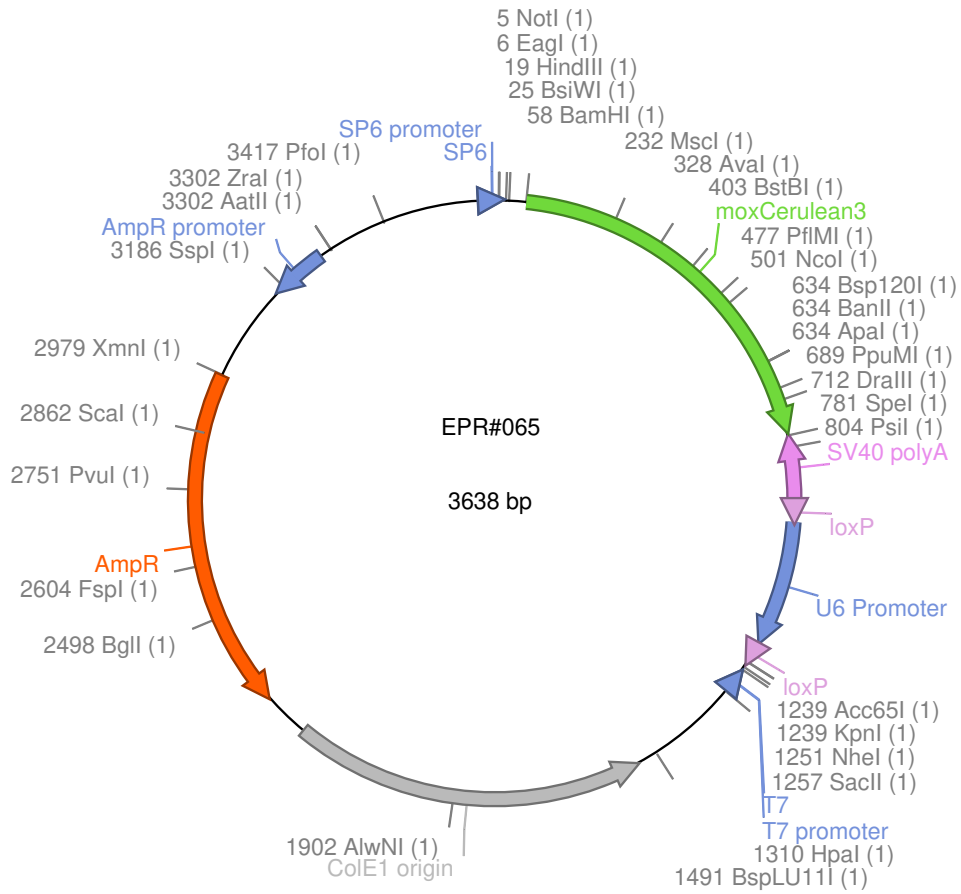 5 NotI (1)
6 EagI (1)
19 HindIII (1)
25 BsiWI (1)
58 BamHI (1)
232 MscI (1)
328 AvaI (1)
403 BstBI (1)
moxCerulean3
477 PflMI (1)
501 NcoI (1)
634 Bsp120I (1)
634 BanII (1)
634 ApaI (1)
689 PpuMI (1)
712 DraIII (1)
781 SpeI (1)
804 PsiI (1)
SV40 polyA
loxP
U6 Promoter
loxP
1239 Acc65I (1)
1239 KpnI (1)
1251 NheI (1)
1257 SacII (1)
T7
T7 promoter
1310 HpaI (1)
1491 BspLU11I (1)
1902 AlwNI (1)
ColE1 origin
2498 BglI (1)
2604 FspI (1)
AmpR
2751 PvuI (1)
2862 ScaI (1)
2979 XmnI (1)
3186 SspI (1)
AmpR promoter
3302 AatII (1)
3302 ZraI (1)
3417 PfoI (1)
SP6 promoter
SP6
EPR#065
3638 bp